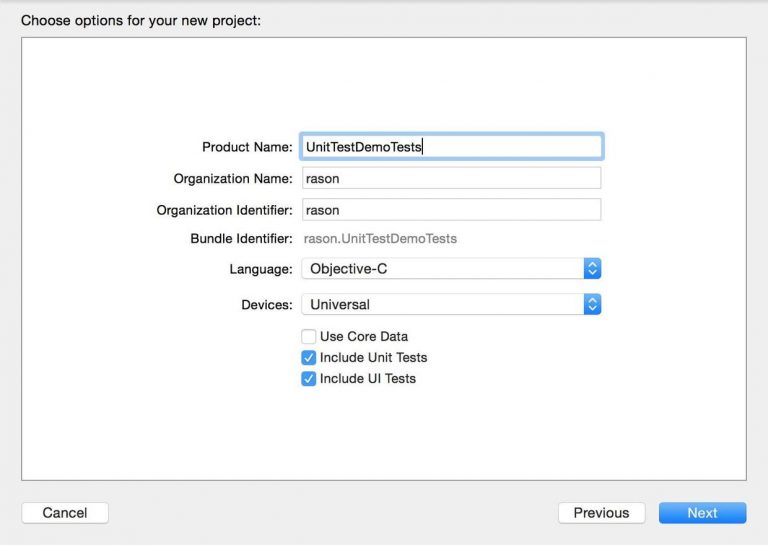 Choose options for your new project:
Product Name: UnitTestDemoTests
Organization Name: rason
Organization Identifier: rason
Bundle Identifier: rason.UnitTestDemoTests
Language: Objective-C
Devices: Universal
Use Core Data
Include Unit Tests
Include UI Tests
Cancel Previous Next